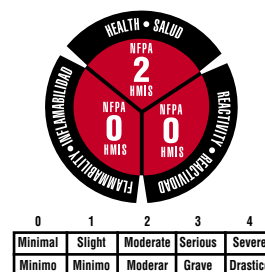 HEALTH • SALUD
NFPA
2
HMIS
FLAMMABILITY • INFLAMABILIDAD
NFPA
0
HMIS
REACTIVITY • REACTIVIDAD
NFPA
0
HMIS
0 1 2 3 4
Minimal Slight Moderate Serious Severe
Minimo Minimo Moderar Grave Drastico